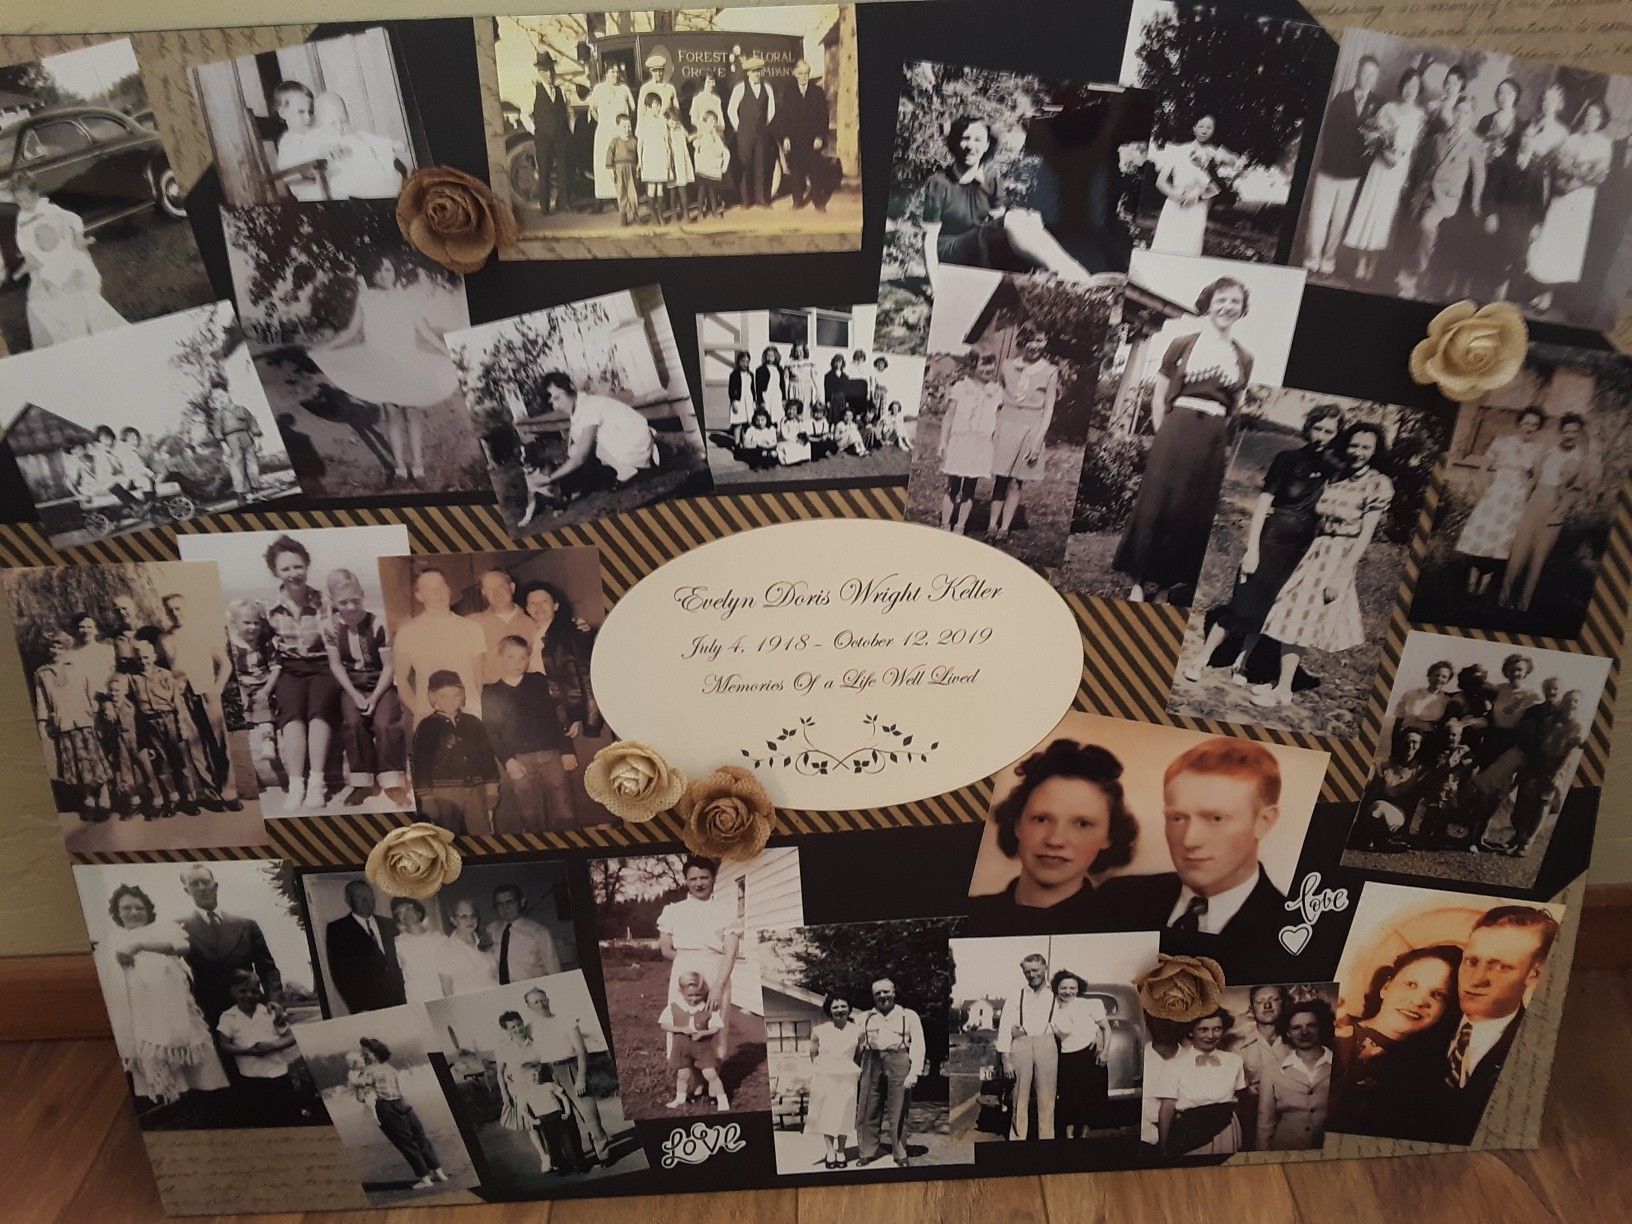 FOREST FLORAL
GROVE COMPANY
Evelyn Doris Wright Keller
July 4, 1918 - October 12, 2019
Memories Of a Life Well Lived
love
LOVE